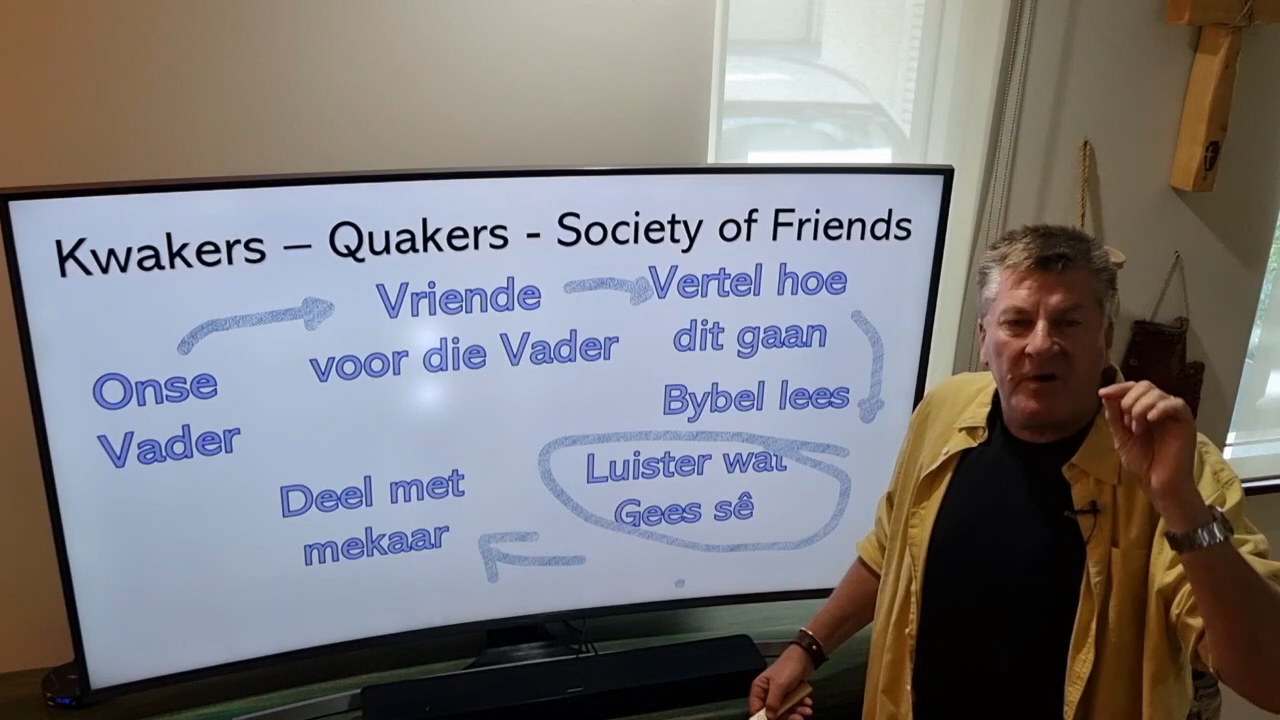 Kwakers – Quakers - Society of Friends
Onse
Vader
Vriende
voor die Vader
Vertel hoe
dit gaan
Bybel lees
Luister wat
Gees sê
Deel met
mekaar